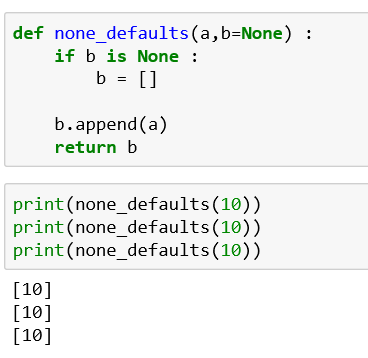 def none_defaults(a,b=None) :
    if b is None :
        b = []
    b.append(a)
    return b
print(none_defaults(10))
print(none_defaults(10))
print(none_defaults(10))
[10]
[10]
[10]